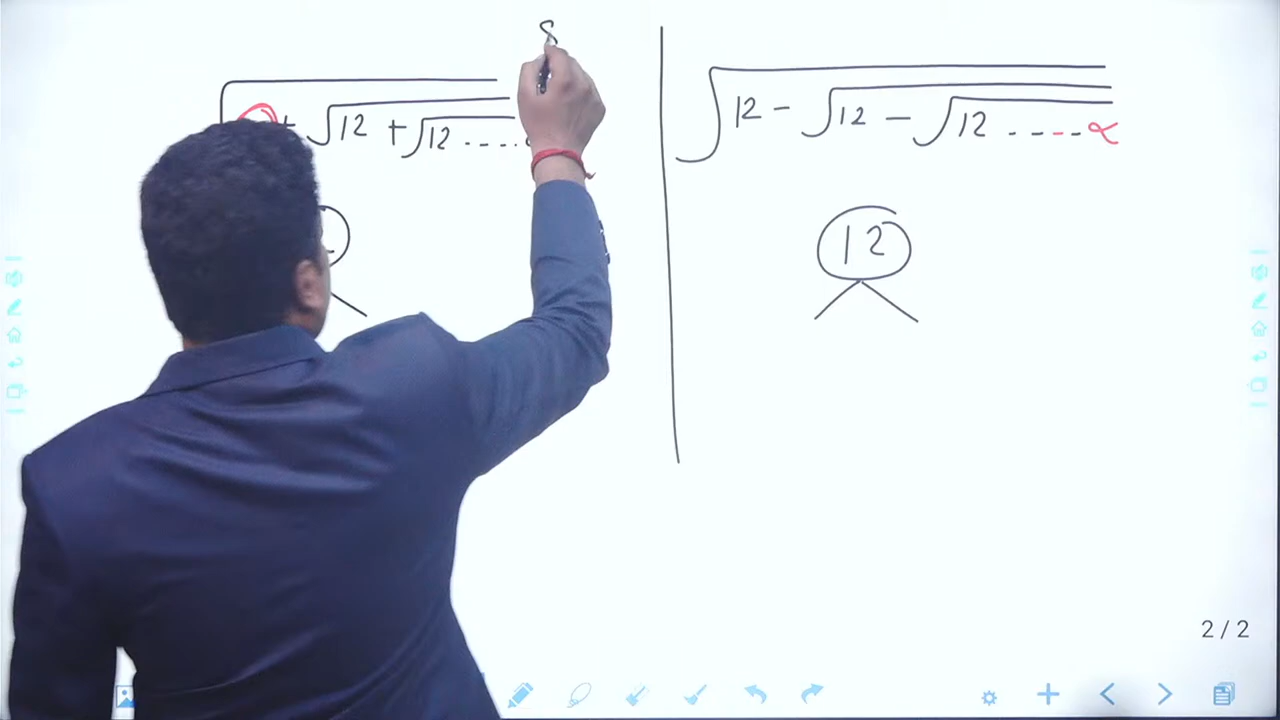 + √12 + √12 ....
√12 - √12 - √12 ----∝
12
2 / 2